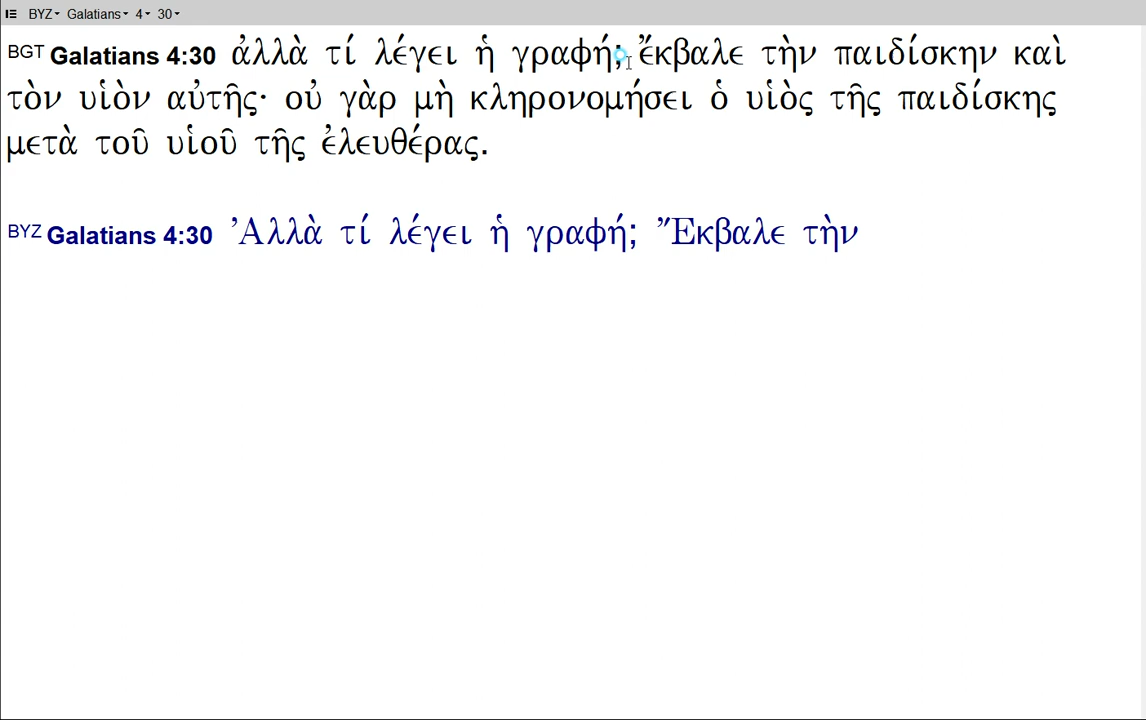 BYZ Galatians 4 30
BGT Galatians 4:30 ἀλλὰ τί λέγει ἡ γραφή; ἔκβαλε τὴν παιδίσκην καὶ
τὸν υἱὸν αὐτῆς· οὐ γὰρ μὴ κληρονομήσει ὁ υἱὸς τῆς παιδίσκης
μετὰ τοῦ υἱοῦ τῆς ἐλευθέρας.
BYZ Galatians 4:30 Ἀλλὰ τί λέγει ἡ γραφή; Ἔκβαλε τὴν